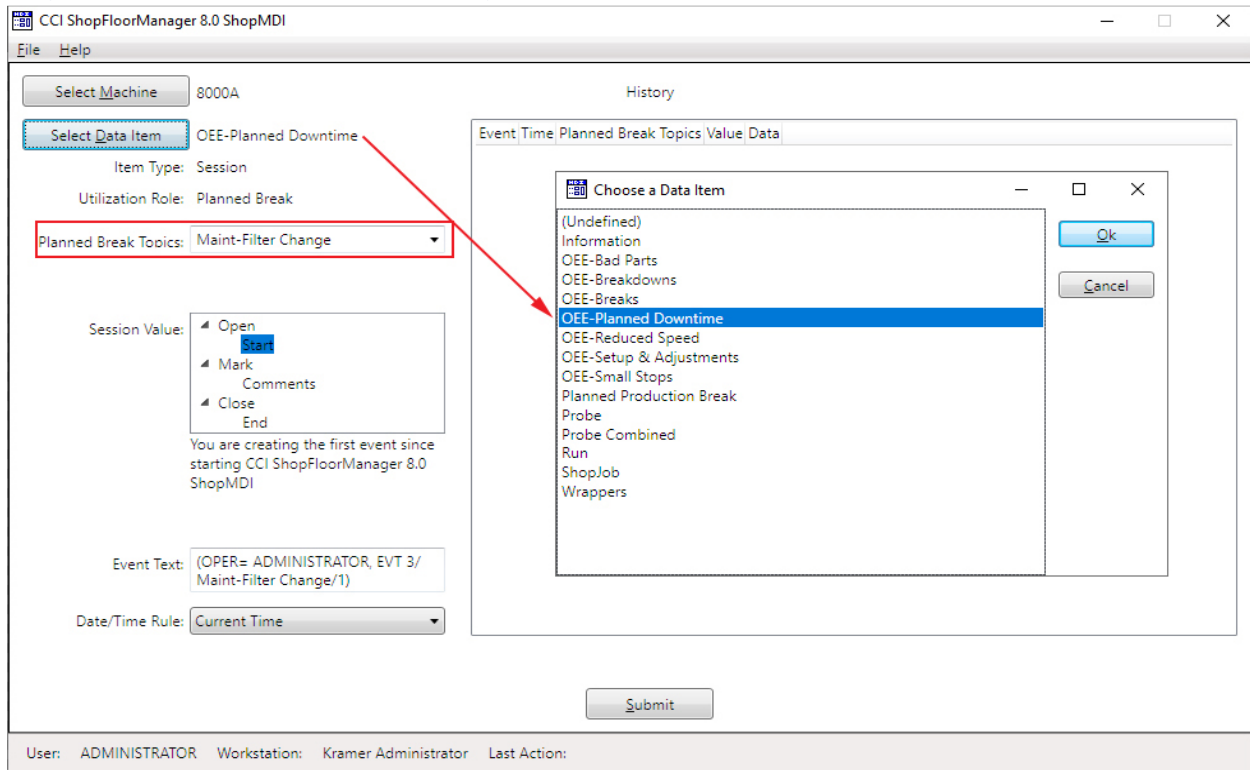 CCI ShopFloorManager 8.0 ShopMDI
File Help
Select Machine 8000A
History
Select Data Item OEE-Planned Downtime
Item Type: Session
Utilization Role: Planned Break
Planned Break Topics: Maint-Filter Change
Session Value:
Open
Start
Mark
Comments
Close
End
You are creating the first event since
starting CCI ShopFloorManager 8.0
ShopMDI
Event Text: (OPER= ADMINISTRATOR, EVT 3/
Maint-Filter Change/1)
Date/Time Rule: Current Time
Event Time Planned Break Topics Value Data
Choose a Data Item
(Undefined)
Information
OEE-Bad Parts
OEE-Breakdowns
OEE-Breaks
OEE-Planned Downtime
OEE-Reduced Speed
OEE-Setup & Adjustments
OEE-Small Stops
Planned Production Break
Probe
Probe Combined
Run
ShopJob
Wrappers
Ok
Cancel
Submit
User: ADMINISTRATOR Workstation: Kramer Administrator Last Action: